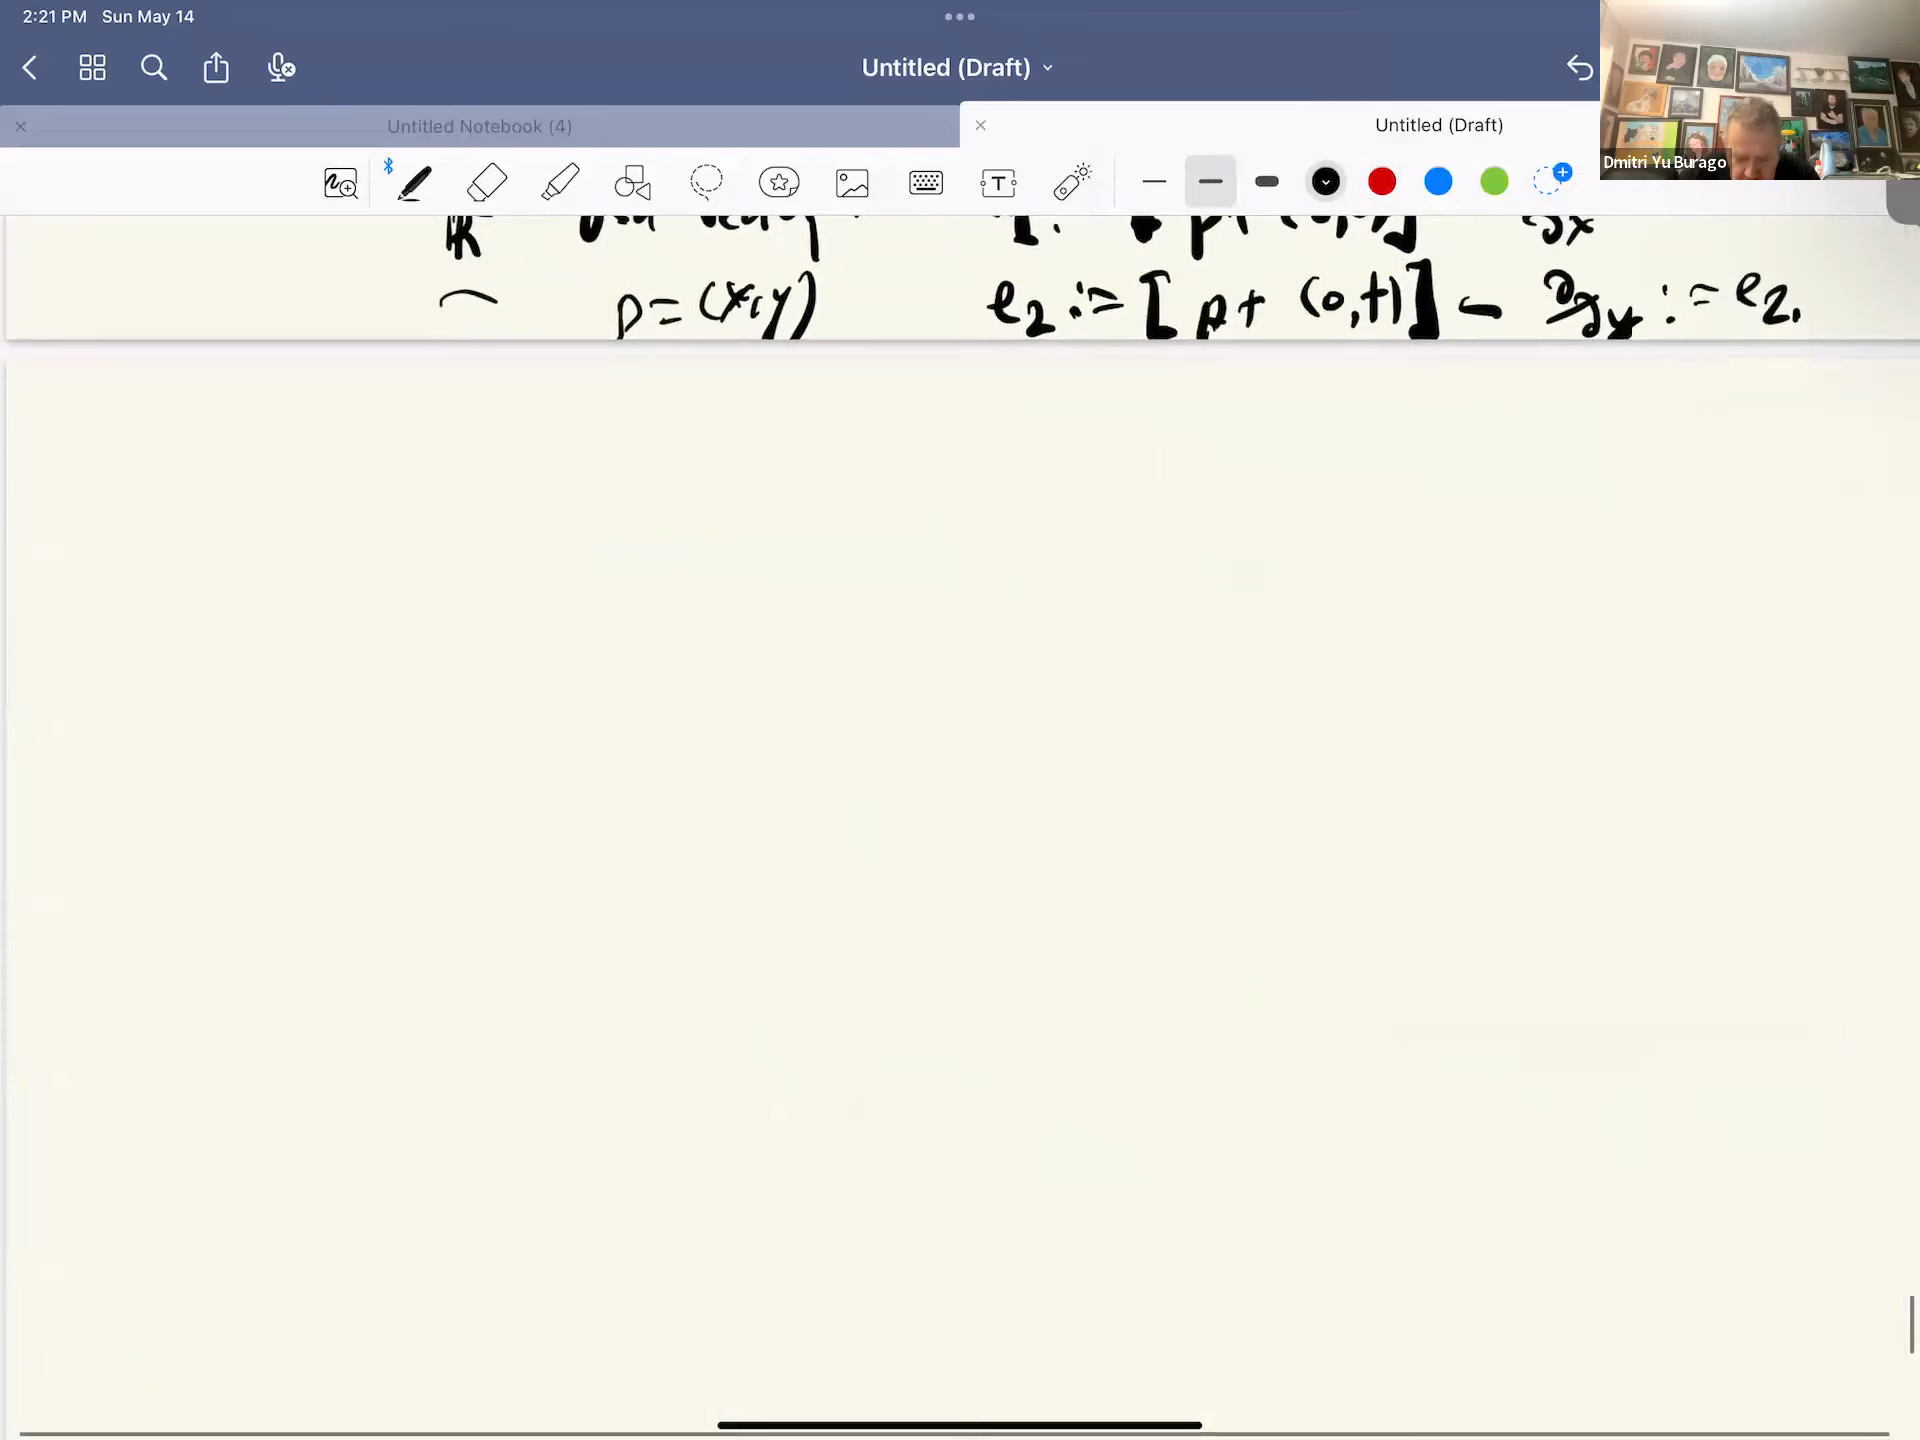 2:21 PM Sun May 14
Untitled (Draft)
Untitled Notebook (4)
Untitled (Draft)
Dmitri Yu Burago
T
p = (x,y) e₂ := [p + (0,t)] - ∂/∂y := e₂.